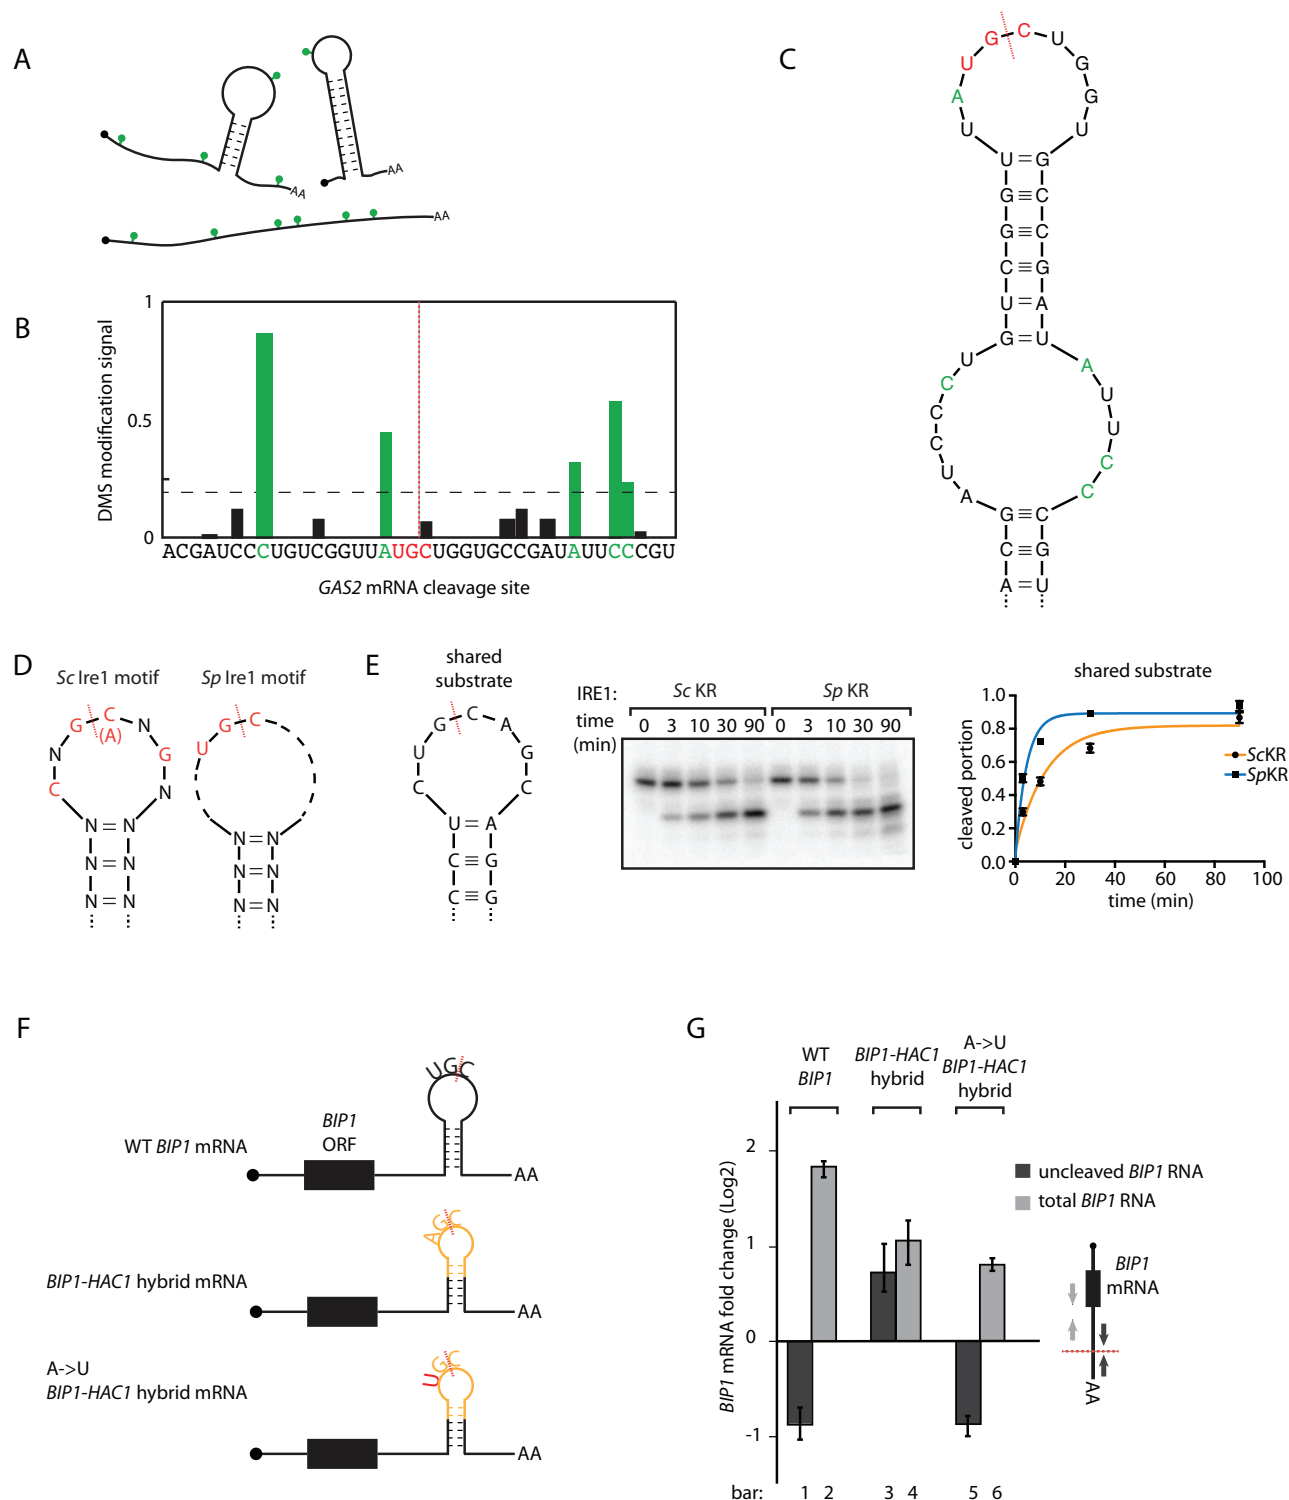 A
AA
AA
AA
B
DMS modification signal
1
0.5
0
ACGAUCCCUGUCGGUUAUGCUGGUGCCGAUAUUCCCGU
GAS2 mRNA cleavage site
C
G C
U U
A G
U G
U
U = G
G ≡ C
G ≡ C
C ≡ G
U = A
G = U
U A
C U
C U
C C
U C
A
G C
C ≡ G
A = U
D
Sc Ire1 motif
G C
(A)
N N
C G
N
N = N
N = N
N = N
Sp Ire1 motif
U G C
N = N
N = N
N = N
E
shared
substrate
G C
U A
C G
C
U = A
C ≡ G
C ≡ G
IRE1: Sc KR Sp KR
time 0 3 10 30 90 0 3 10 30 90
(min)
shared substrate
cleaved portion
1.0
0.8
0.6
0.4
0.2
0.0
0 20 40 60 80 100
time (min)
ScKR
SpKR
F
WT BIP1 mRNA
BIP1
ORF
UGC
AA
BIP1-HAC1 hybrid mRNA
AGC
AA
A->U
BIP1-HAC1 hybrid mRNA
UGC
AA
G
WT
BIP1
BIP1-HAC1
hybrid
A->U
BIP1-HAC1
hybrid
BIP1 mRNA fold change (Log2)
2
1
0
-1
uncleaved BIP1 RNA
total BIP1 RNA
BIP1
mRNA
AA
bar: 1 2 3 4 5 6